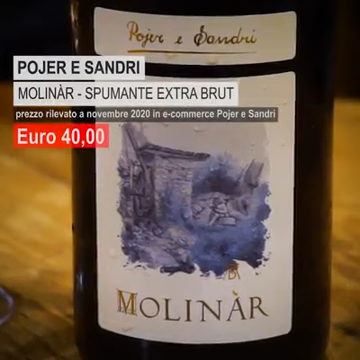 Pojer e Sandri
POJER E SANDRI
MOLINÀR - SPUMANTE EXTRA BRUT
prezzo rilevato a novembre 2020 in e-commerce Pojer e Sandri
Euro 40,00
MOLINÀR